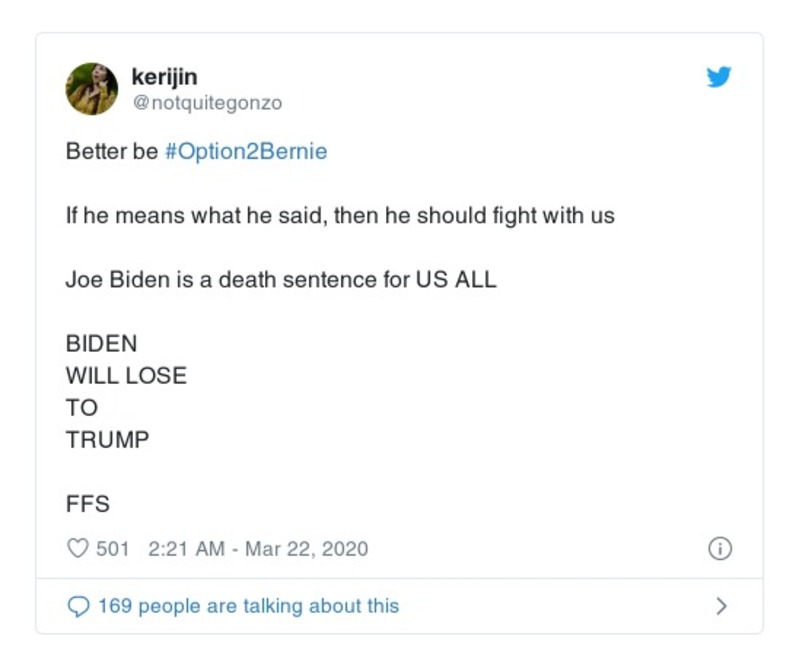 kerijin
@notquitegonzo
Better be #Option2Bernie
If he means what he said, then he should fight with us
Joe Biden is a death sentence for US ALL
BIDEN
WILL LOSE
TO
TRUMP
FFS
501 2:21 AM - Mar 22, 2020
169 people are talking about this